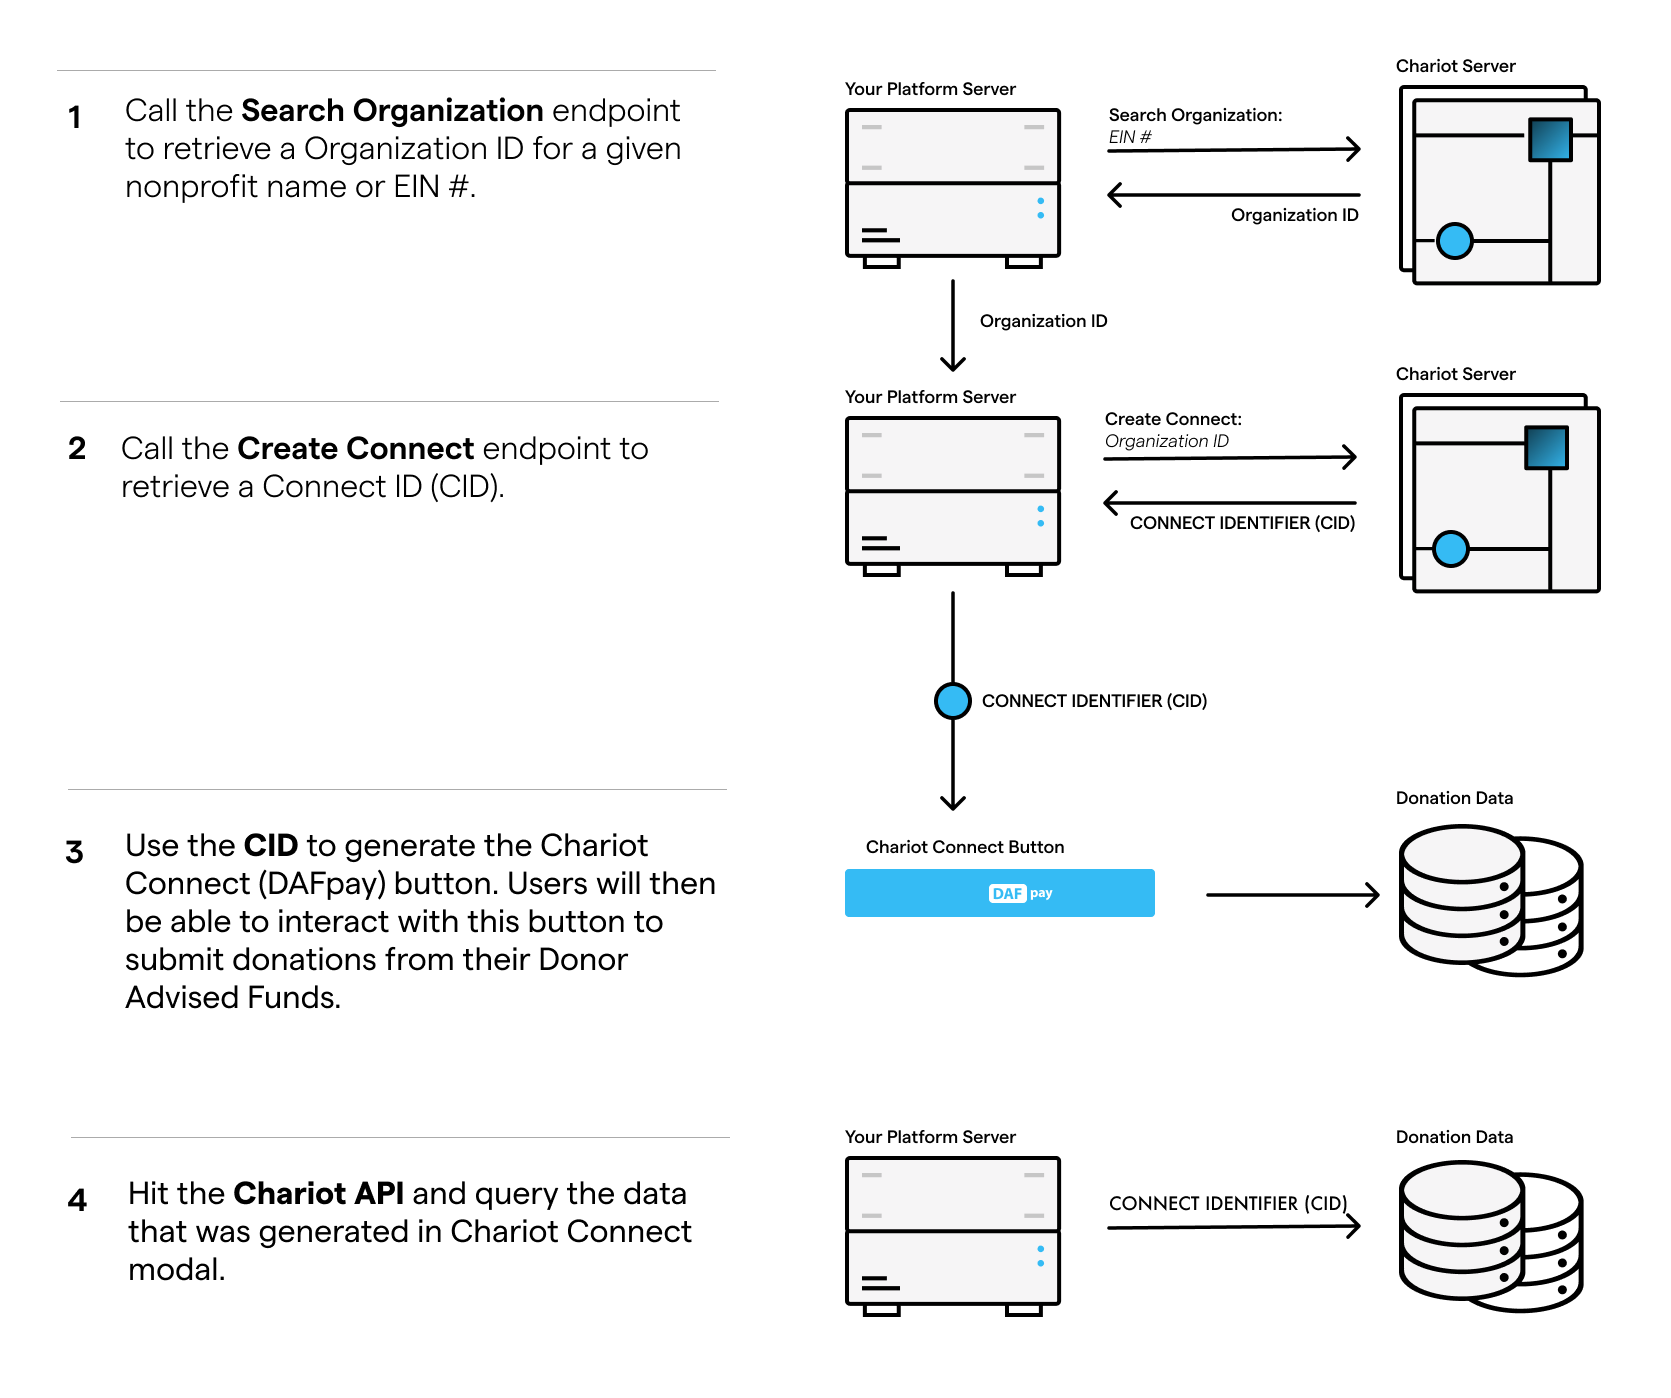 1
Call the Search Organization endpoint
to retrieve a Organization ID for a given
nonprofit name or EIN #.
Your Platform Server
Search Organization:
EIN #
Organization ID
Chariot Server
Organization ID
2
Call the Create Connect endpoint to
retrieve a Connect ID (CID).
Your Platform Server
Create Connect:
Organization ID
CONNECT IDENTIFIER (CID)
Chariot Server
CONNECT IDENTIFIER (CID)
3
Use the CID to generate the Chariot
Connect (DAFpay) button. Users will then
be able to interact with this button to
submit donations from their Donor
Advised Funds.
Chariot Connect Button
DAF pay
Donation Data
4
Hit the Chariot API and query the data
that was generated in Chariot Connect
modal.
Your Platform Server
CONNECT IDENTIFIER (CID)
Donation Data